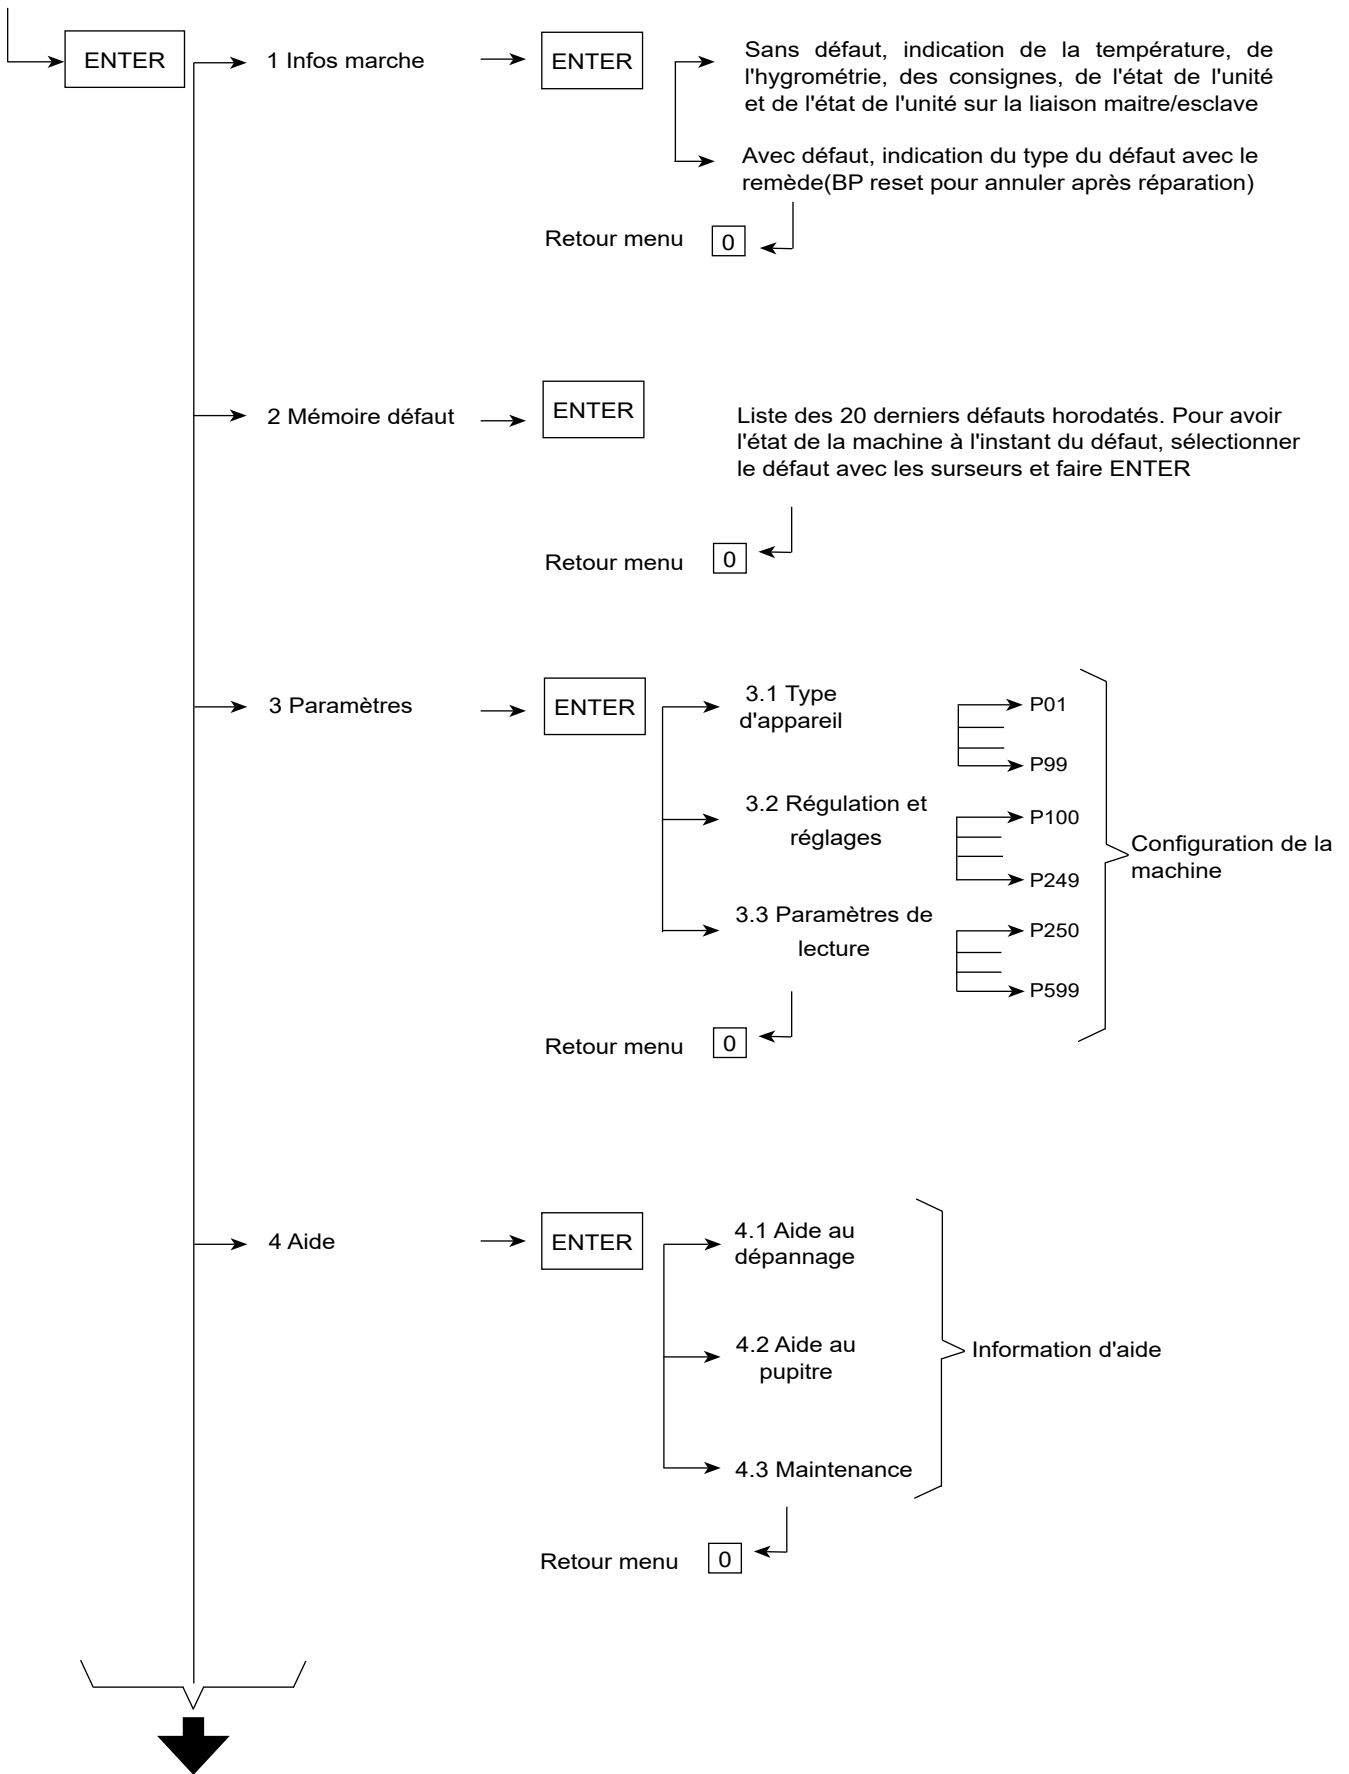 ENTER
1 Infos marche
ENTER
Sans défaut, indication de la température, de
l'hygrométrie, des consignes, de l'état de l'unité
et de l'état de l'unité sur la liaison maitre/esclave
Avec défaut, indication du type du défaut avec le
remède(BP reset pour annuler après réparation)
Retour menu 0
2 Mémoire défaut
ENTER
Liste des 20 derniers défauts horodatés. Pour avoir
l'état de la machine à l'instant du défaut, sélectionner
le défaut avec les surseurs et faire ENTER
Retour menu 0
3 Paramètres
ENTER
3.1 Type
d'appareil
P01
P99
3.2 Régulation et
réglages
P100
P249
3.3 Paramètres de
lecture
P250
P599
Configuration de la
machine
Retour menu 0
4 Aide
ENTER
4.1 Aide au
dépannage
4.2 Aide au
pupitre
4.3 Maintenance
Information d'aide
Retour menu 0